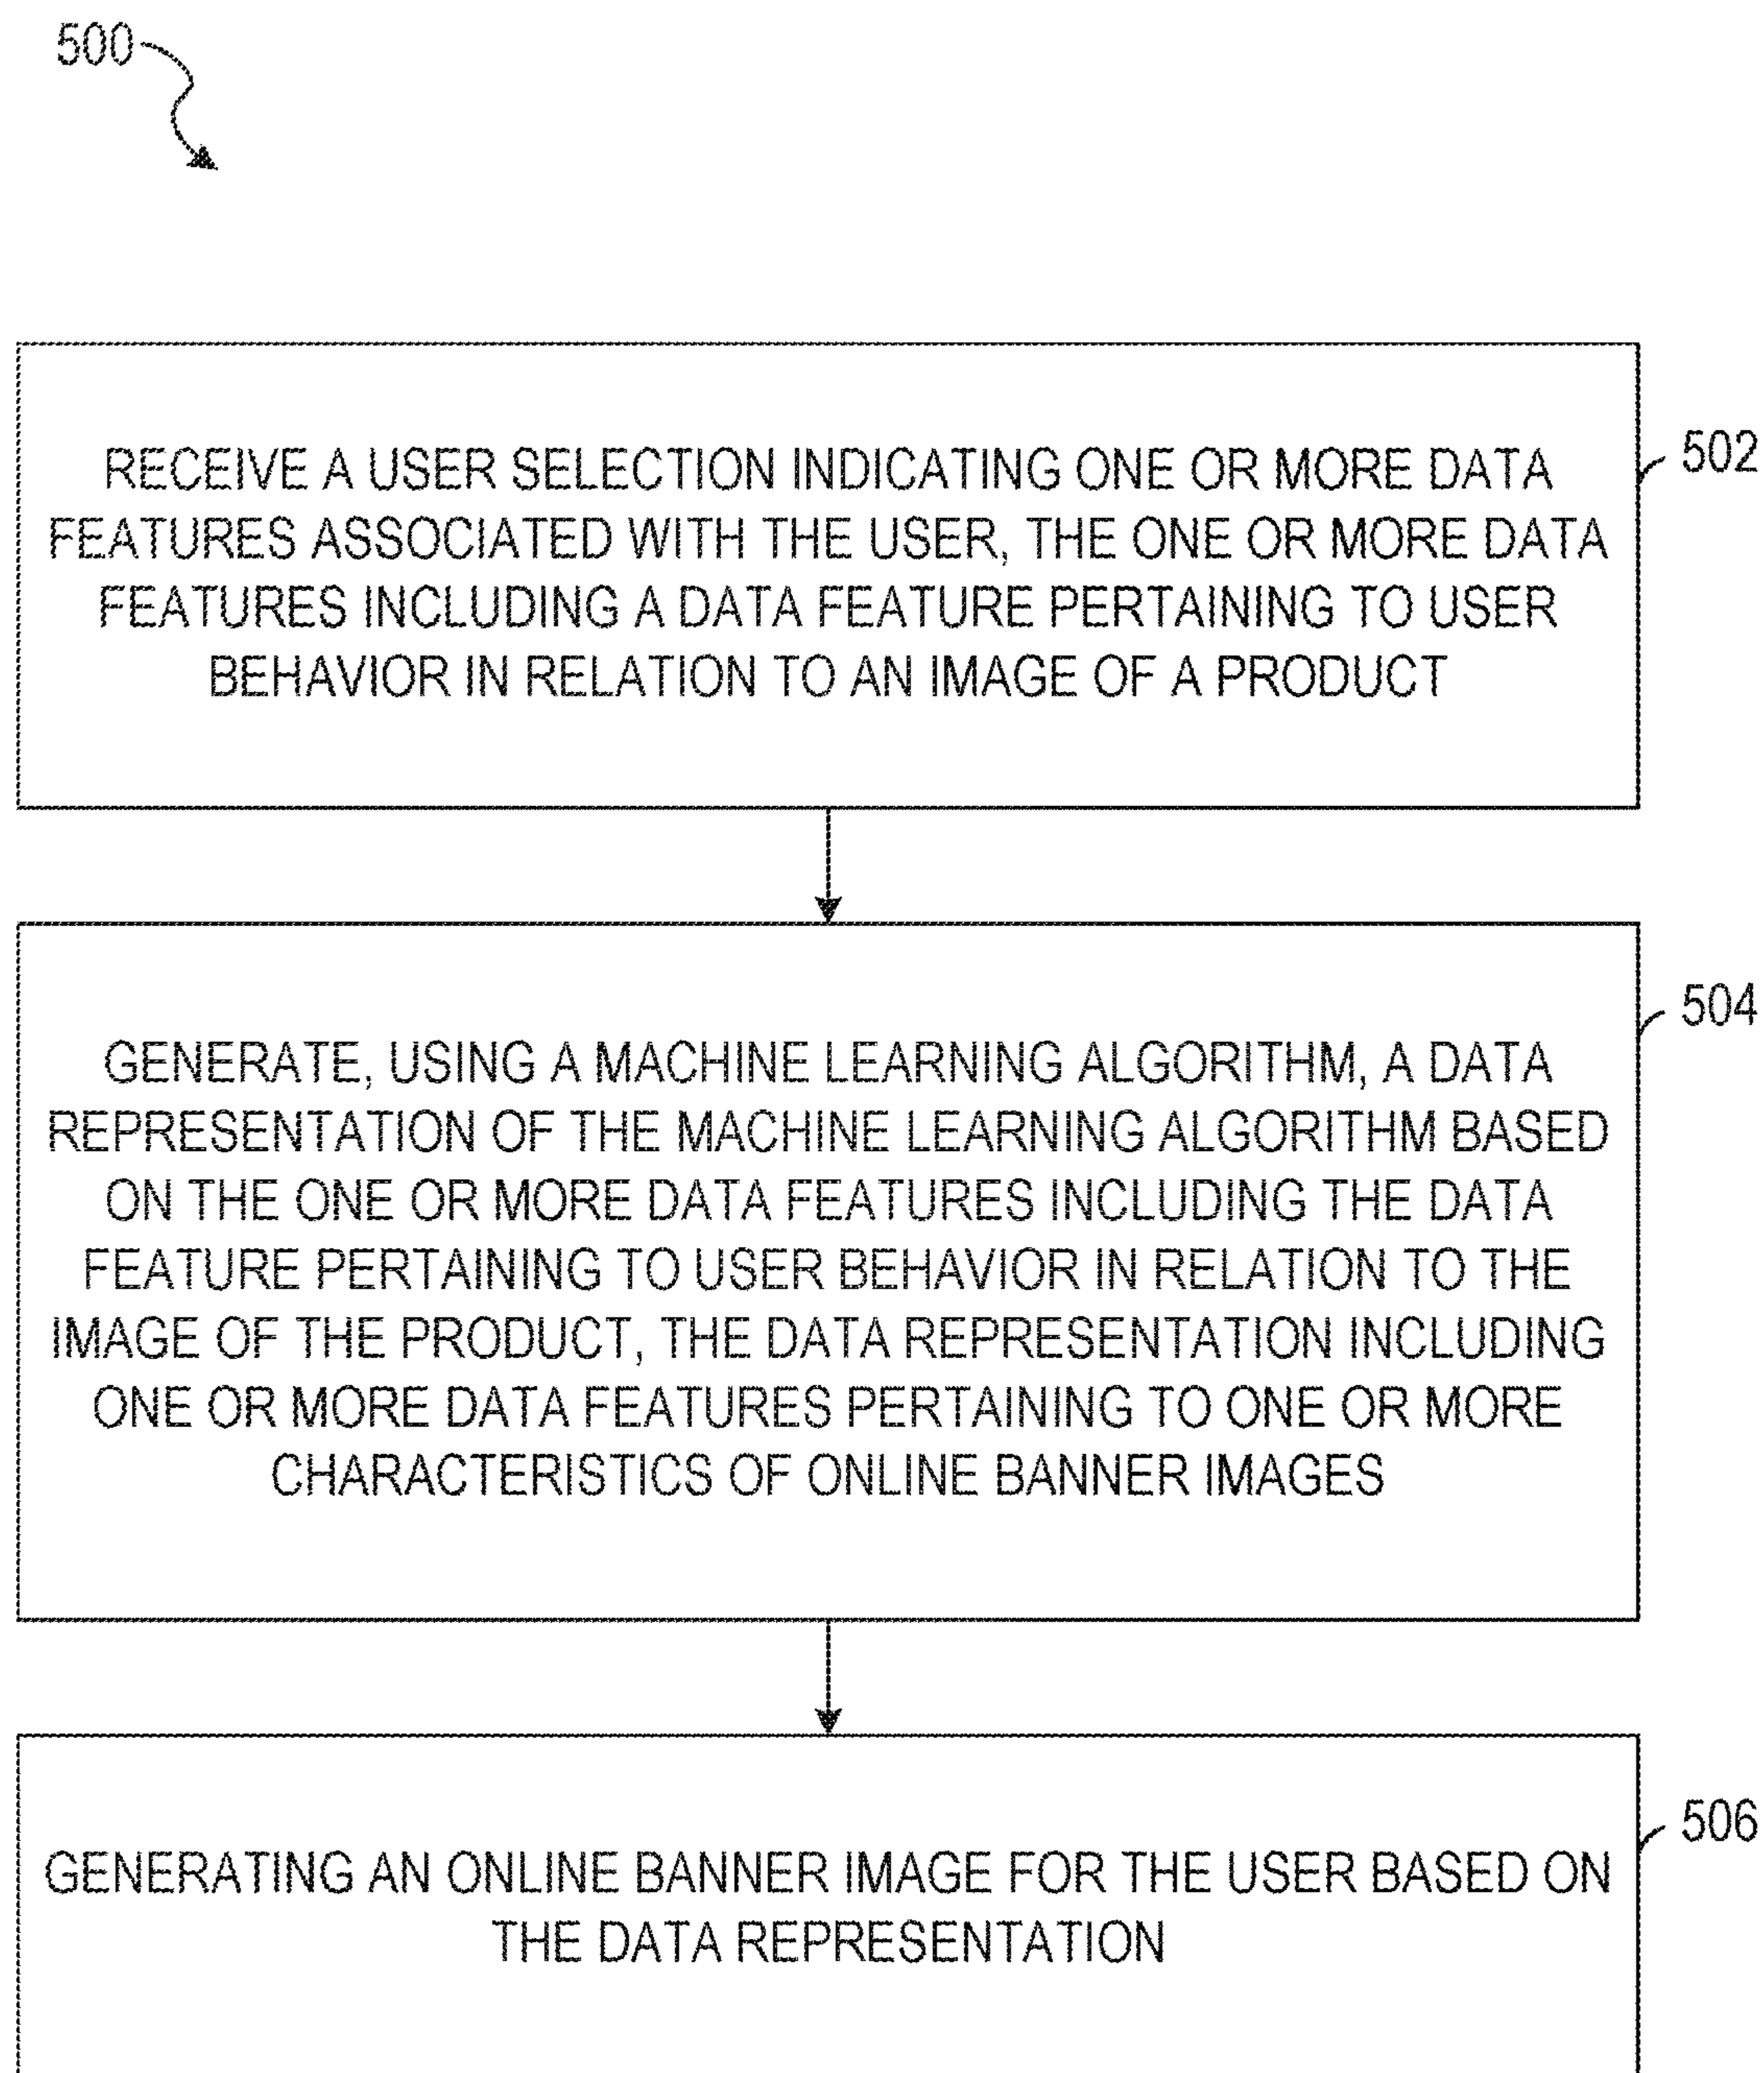 500
RECEIVE A USER SELECTION INDICATING ONE OR MORE DATA
FEATURES ASSOCIATED WITH THE USER, THE ONE OR MORE DATA
FEATURES INCLUDING A DATA FEATURE PERTAINING TO USER
BEHAVIOR IN RELATION TO AN IMAGE OF A PRODUCT
502
GENERATE, USING A MACHINE LEARNING ALGORITHM, A DATA
REPRESENTATION OF THE MACHINE LEARNING ALGORITHM BASED
ON THE ONE OR MORE DATA FEATURES INCLUDING THE DATA
FEATURE PERTAINING TO USER BEHAVIOR IN RELATION TO THE
IMAGE OF THE PRODUCT, THE DATA REPRESENTATION INCLUDING
ONE OR MORE DATA FEATURES PERTAINING TO ONE OR MORE
CHARACTERISTICS OF ONLINE BANNER IMAGES
504
GENERATING AN ONLINE BANNER IMAGE FOR THE USER BASED ON
THE DATA REPRESENTATION
506